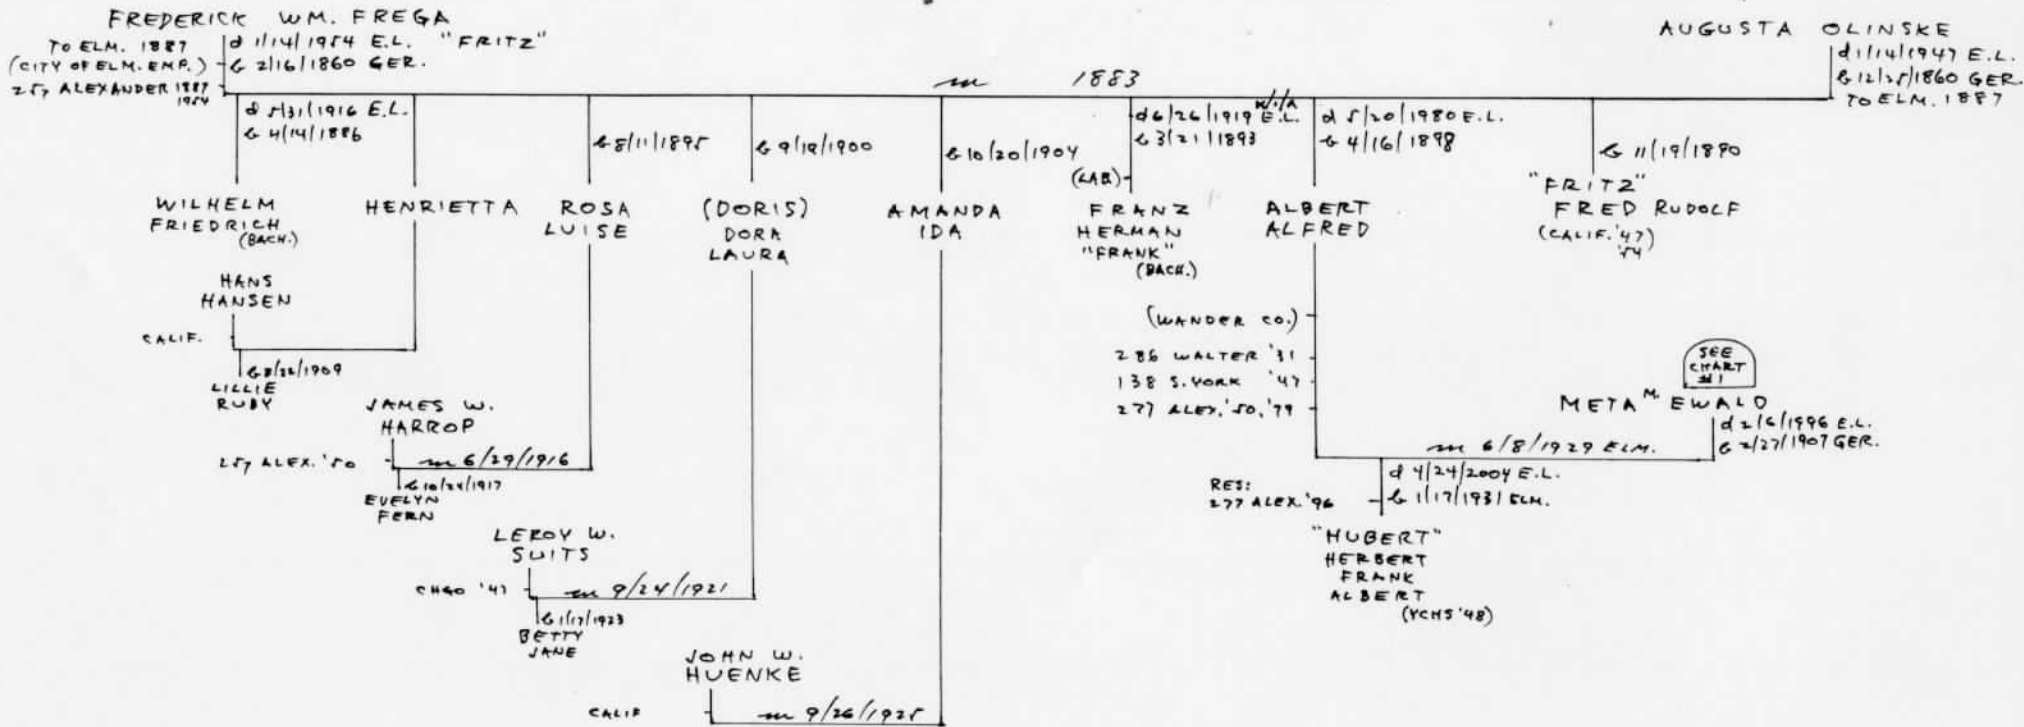 FREDERICK WM. FREGA
TO ELM. 1887
(CITY OF ELM. EMP.)
257 ALEXANDER 1887
1954
d 1/14/1954 E.L. "FRITZ"
b 2/16/1860 GER.
AUGUSTA OLINSKE
d 1/14/1947 E.L.
b 12/25/1860 GER.
TO ELM. 1887
m 1883
d 5/31/1916 E.L.
b 4/14/1886
WILHELM
FRIEDRICH
(BACH.)
HENRIETTA
b 8/11/1895
ROSA
LUISE
b 9/19/1900
(DORIS)
DORA
LAURA
b 10/20/1904
AMANDA
IDA
d 6/26/1919 E.L.
b 3/21/1893
(LAB)
FRANZ
HERMAN
"FRANK"
(BACH.)
d 5/20/1980 E.L.
b 4/16/1898
ALBERT
ALFRED
b 11/19/1890
"FRITZ"
FRED RUDOLF
(CALIF. '47)
'54
HANS
HANSEN
CALIF.
b 8/22/1909
LILLIE
RUBY
JAMES W.
HARROP
257 ALEX. '50
m 6/29/1916
b 10/24/1917
EVELYN
FERN
LEROY W.
SUITS
CHGO '47
m 9/24/1921
b 1/17/1923
BETTY
JANE
JOHN W.
HUENKE
CALIF
m 9/26/1925
(WANDER CO.)
286 WALTER '31
138 S. YORK '47
277 ALEX. '50, '79
SEE
CHART
#1
META M. EWALD
d 2/6/1996 E.L.
b 2/27/1907 GER.
m 6/8/1929 ELM.
RES:
277 ALEX. '96
d 4/24/2004 E.L.
b 1/17/1931 ELM.
"HUBERT"
HERBERT
FRANK
ALBERT
(YCHS '48)